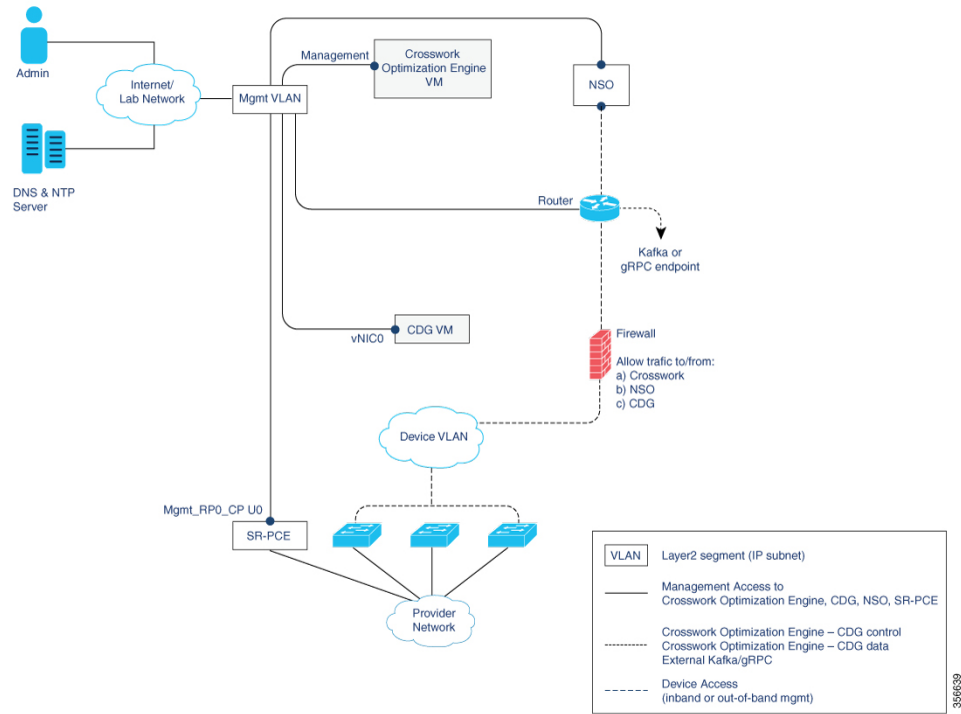 Admin
Internet/
Lab Network
DNS & NTP
Server
Mgmt VLAN
Management
Crosswork
Optimization Engine
VM
NSO
Router
Kafka or
gRPC endpoint
vNIC0
CDG VM
Firewall
Allow trafic to/from:
a) Crosswork
b) NSO
c) CDG
Device VLAN
Mgmt_RP0_CP U0
SR-PCE
Provider
Network
VLAN
Layer2 segment (IP subnet)
Management Access to
Crosswork Optimization Engine, CDG, NSO, SR-PCE
Crosswork Optimization Engine – CDG control
Crosswork Optimization Engine – CDG data
External Kafka/gRPC
Device Access
(inband or out-of-band mgmt)
356639